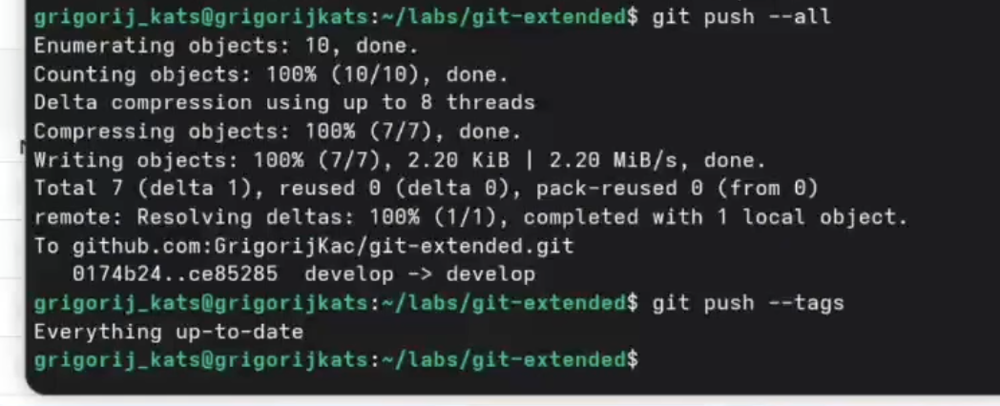 grigorij_kats@grigorijkats:~/labs/git-extended$ git push --all
Enumerating objects: 10, done.
Counting objects: 100% (10/10), done.
Delta compression using up to 8 threads
Compressing objects: 100% (7/7), done.
Writing objects: 100% (7/7), 2.20 KiB | 2.20 MiB/s, done.
Total 7 (delta 1), reused 0 (delta 0), pack-reused 0 (from 0)
remote: Resolving deltas: 100% (1/1), completed with 1 local object.
To github.com:GrigorijKac/git-extended.git
   0174b24..ce85285  develop -> develop
grigorij_kats@grigorijkats:~/labs/git-extended$ git push --tags
Everything up-to-date
grigorij_kats@grigorijkats:~/labs/git-extended$